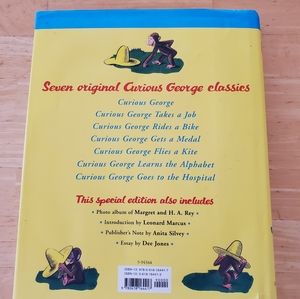 Seven original Curious George classics
Curious George
Curious George Takes a Job
Curious George Rides a Bike
Curious George Gets a Medal
Curious George Flies a Kite
Curious George Learns the Alphabet
Curious George Goes to the Hospital
This special edition also includes
• Photo album of Margret and H. A. Rey •
• Introduction by Leonard Marcus •
• Publisher's Note by Anita Silvey •
• Essay by Dee Jones •